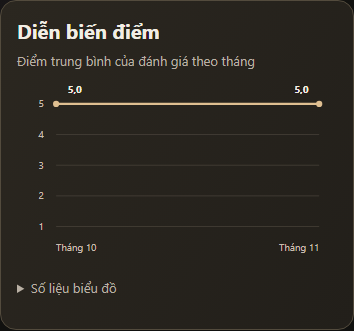 Diễn biến điểm
Điểm trung bình của đánh giá theo tháng
5,0 5,0
5
4
3
2
1
Tháng 10 Tháng 11
Số liệu biểu đồ